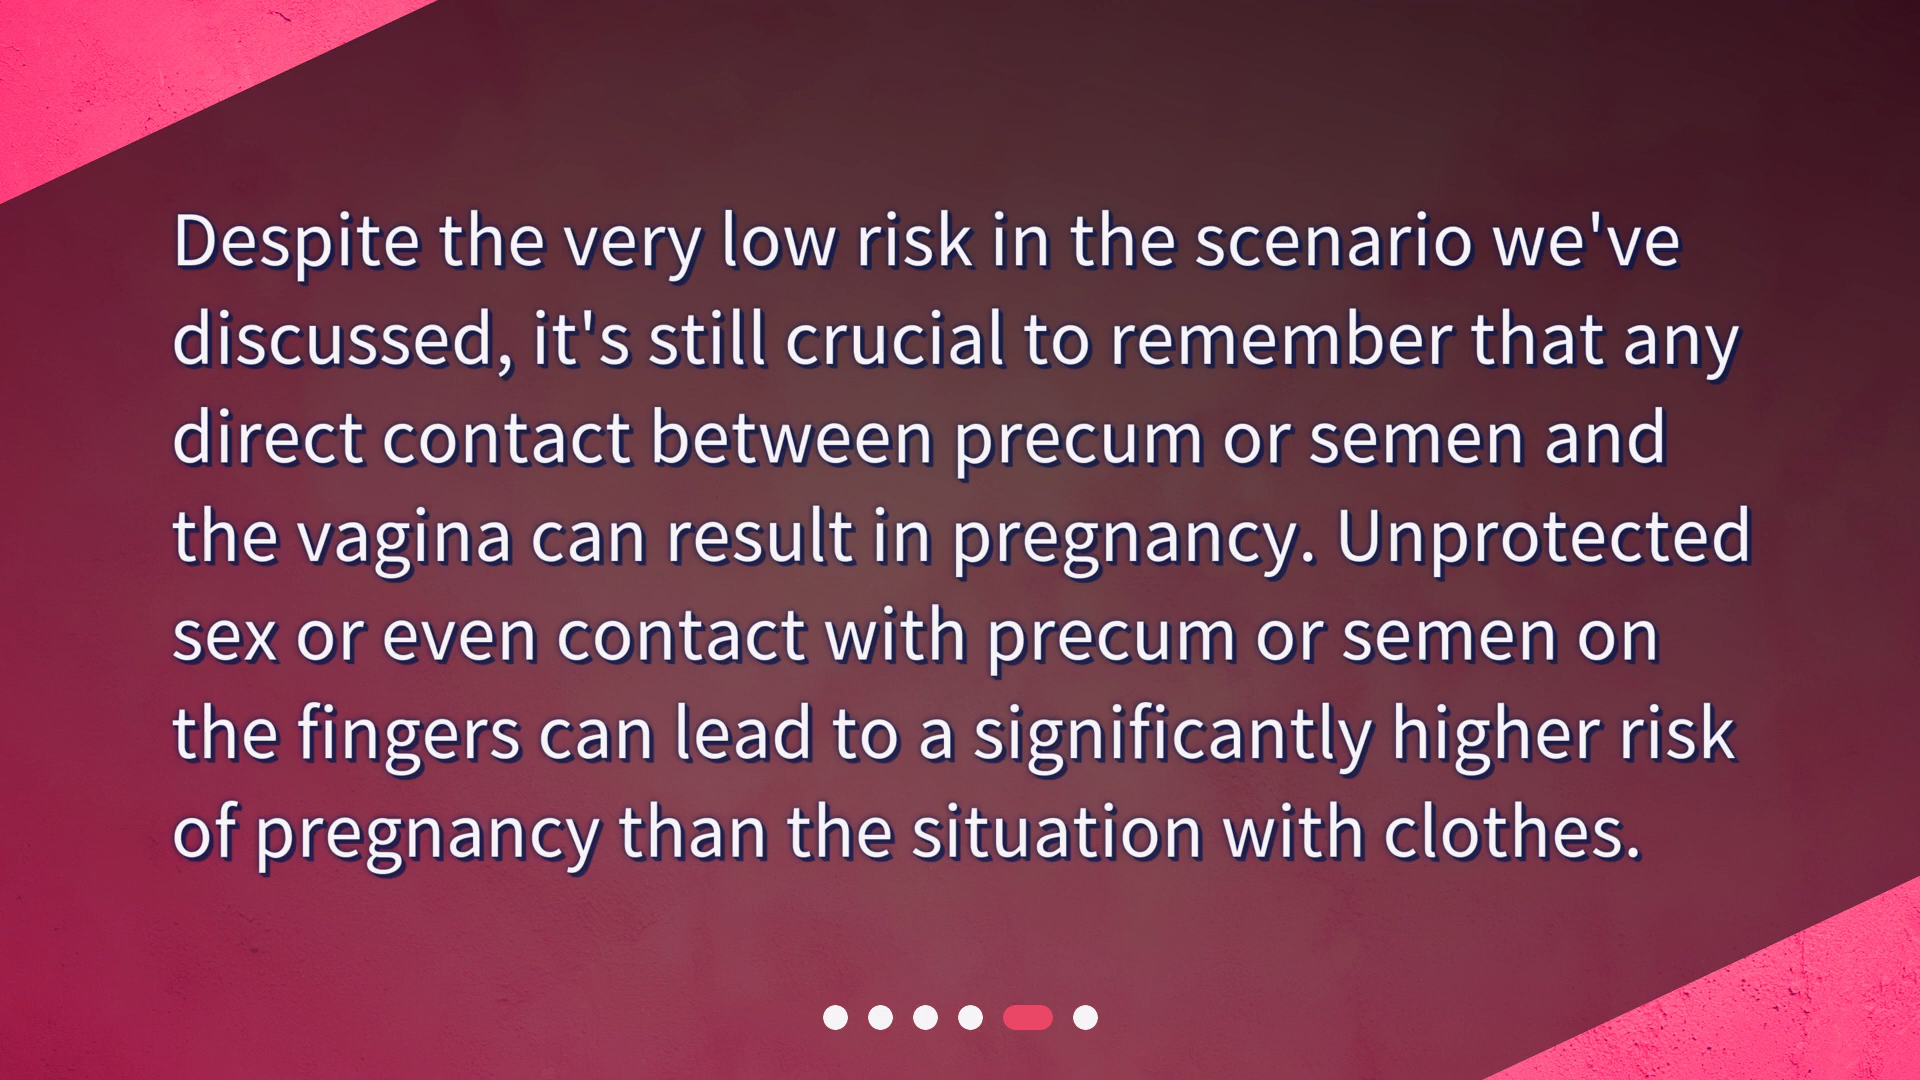 Despite the very low risk in the scenario we've
discussed, it's still crucial to remember that any
direct contact between precum or semen and
the vagina can result in pregnancy. Unprotected
sex or even contact with precum or semen on
the fingers can lead to a significantly higher risk
of pregnancy than the situation with clothes.